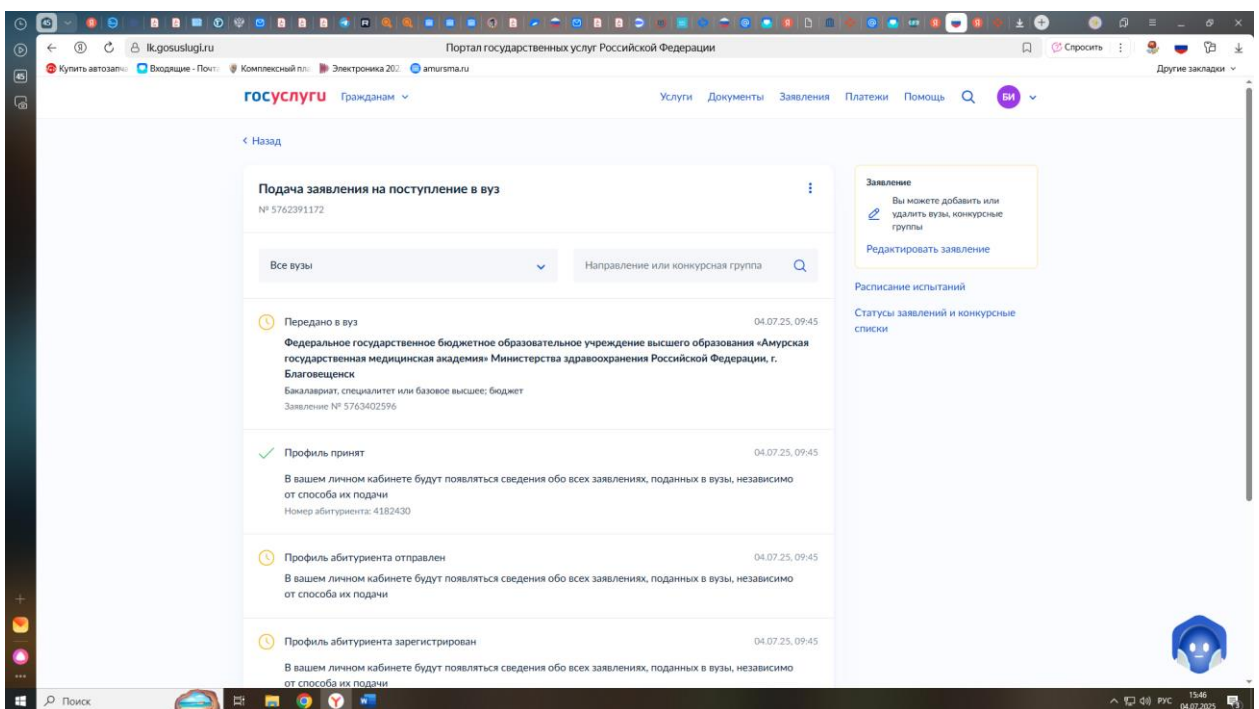 45
lk.gosuslugi.ru
Портал государственных услуг Российской Федерации
Спросить
45
Купить автозапча
Входящие - Почта
Комплексный пла
Электроника 202
amursma.ru
Другие закладки
госуслуги
Гражданам
Услуги
Документы
Заявления
Платежи
Помощь
БИ
Назад
Подача заявления на поступление в вуз
№ 5762391172
Все вузы
Направление или конкурсная группа
Передано в вуз
04.07.25, 09:45
Федеральное государственное бюджетное образовательное учреждение высшего образования «Амурская
государственная медицинская академия» Министерства здравоохранения Российской Федерации, г.
Благовещенск
Бакалавриат, специалитет или базовое высшее; бюджет
Заявление № 5763402596
Профиль принят
04.07.25, 09:45
В вашем личном кабинете будут появляться сведения обо всех заявлениях, поданных в вузы, независимо
от способа их подачи
Номер абитуриента: 4182430
Профиль абитуриента отправлен
04.07.25, 09:45
В вашем личном кабинете будут появляться сведения обо всех заявлениях, поданных в вузы, независимо
от способа их подачи
Профиль абитуриента зарегистрирован
04.07.25, 09:45
В вашем личном кабинете будут появляться сведения обо всех заявлениях, поданных в вузы, независимо
от способа их подачи
Заявление
Вы можете добавить или
удалить вузы, конкурсные
группы
Редактировать заявление
Расписание испытаний
Статусы заявлений и конкурсные
списки
Поиск
РУС
15:46
04.07.2025